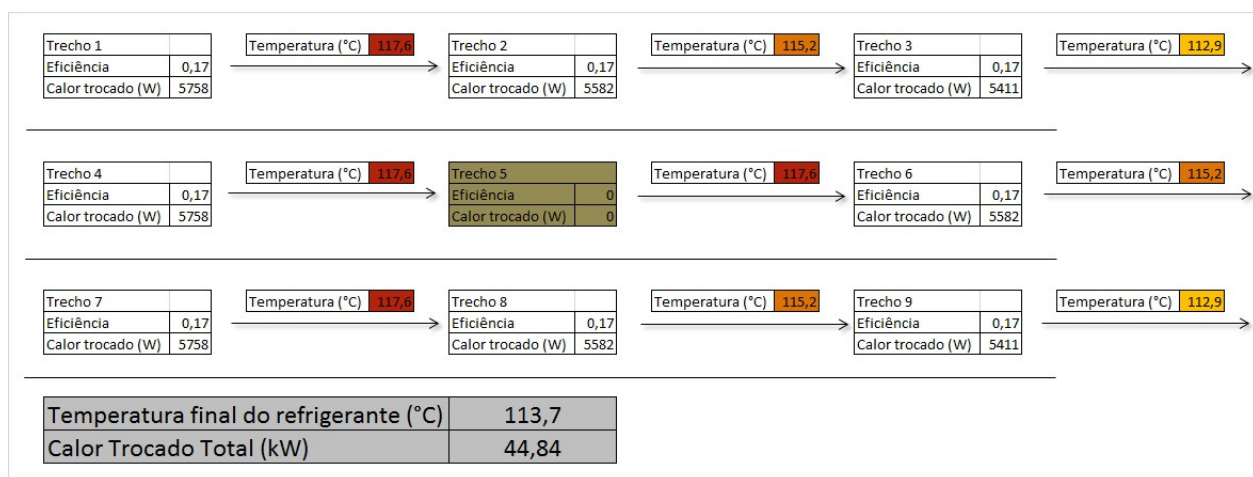 Trecho 1 Temperatura (°C) 117,6 Trecho 2 Temperatura (°C) 115,2 Trecho 3 Temperatura (°C) 112,9
Eficiência 0,17 Eficiência 0,17 Eficiência 0,17
Calor trocado (W) 5758 Calor trocado (W) 5582 Calor trocado (W) 5411
Trecho 4 Temperatura (°C) 117,6 Trecho 5 Temperatura (°C) 117,6 Trecho 6 Temperatura (°C) 115,2
Eficiência 0,17 Eficiência 0 Eficiência 0,17
Calor trocado (W) 5758 Calor trocado (W) 0 Calor trocado (W) 5582
Trecho 7 Temperatura (°C) 117,6 Trecho 8 Temperatura (°C) 115,2 Trecho 9 Temperatura (°C) 112,9
Eficiência 0,17 Eficiência 0,17 Eficiência 0,17
Calor trocado (W) 5758 Calor trocado (W) 5582 Calor trocado (W) 5411
Temperatura final do refrigerante (°C) 113,7
Calor Trocado Total (kW) 44,84